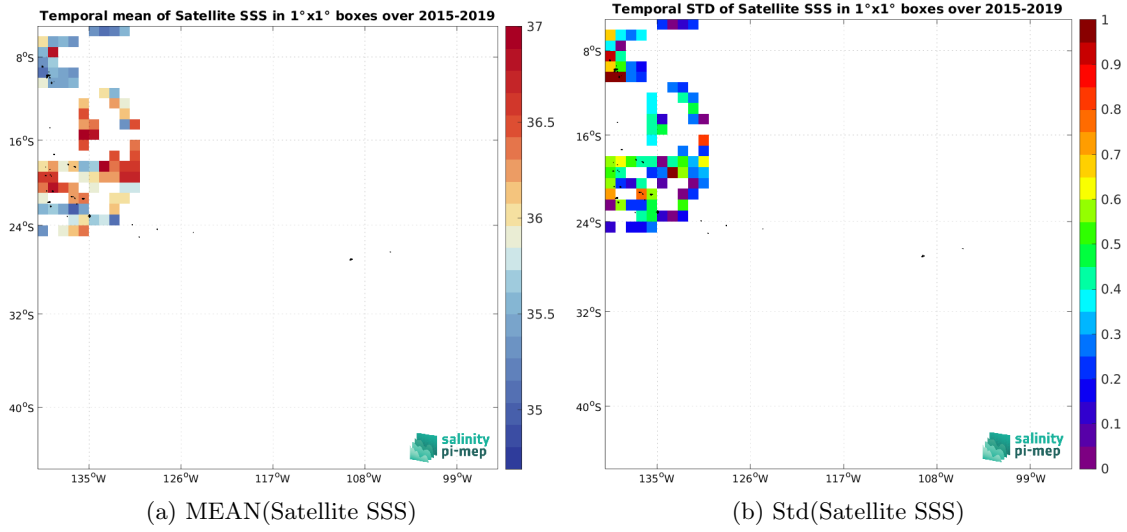 Temporal mean of Satellite SSS in 1°x1° boxes over 2015-2019
8°S
16°S
24°S
32°S
40°S
135°W
126°W
117°W
108°W
99°W
37
36.5
36
35.5
35
salinity
pi-mep
(a) MEAN(Satellite SSS)
Temporal STD of Satellite SSS in 1°x1° boxes over 2015-2019
8°S
16°S
24°S
32°S
40°S
135°W
126°W
117°W
108°W
99°W
1
0.9
0.8
0.7
0.6
0.5
0.4
0.3
0.2
0.1
0
salinity
pi-mep
(b) Std(Satellite SSS)